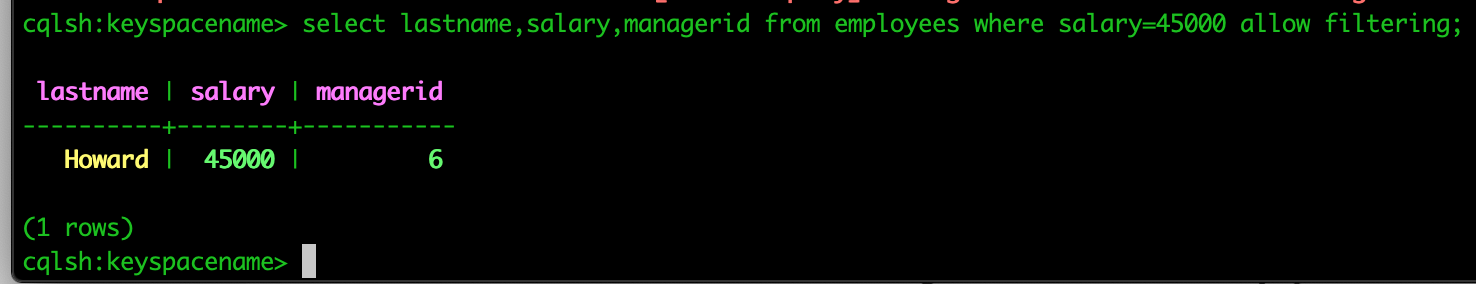 cqlsh:keyspacename> select lastname,salary,managerid from employees where salary=45000 allow filtering;
lastname | salary | managerid
----------+--------+-----------
Howard | 45000 | 6
(1 rows)
cqlsh:keyspacename>